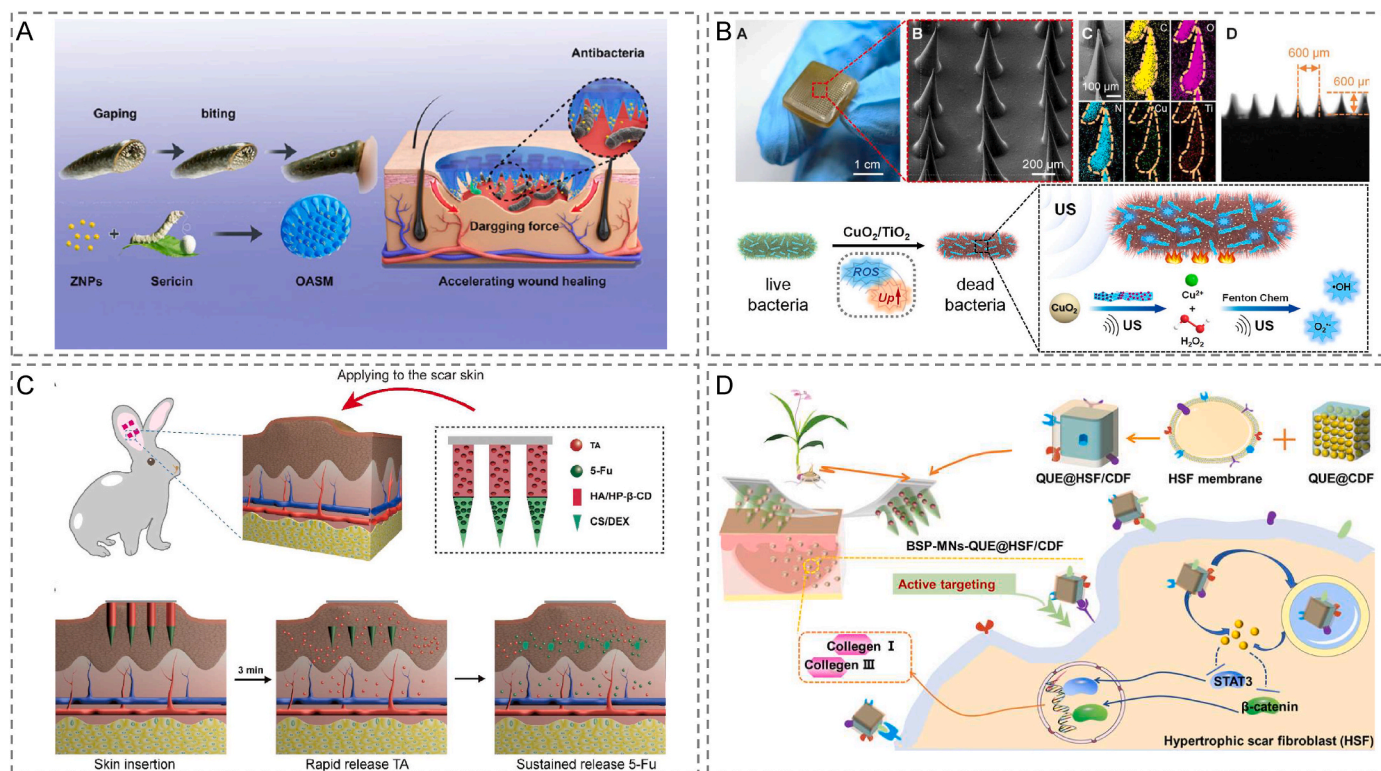 A
Antibacteria
Gaping
biting
Dargging force
ZNPs
Sericin
OASM
Accelerating wound healing
B
A
1 cm
B
200 μm
C
100 μm
C
O
N
Cu
Ti
D
600 μm
600 μm
live
bacteria
CuO₂/TiO₂
ROS
Up
dead
bacteria
US
CuO₂
US
Cu²⁺
+
H₂O₂
Fenton Chem
US
•OH
O₂•⁻
C
Applying to the scar skin
TA
5-Fu
HA/HP-β-CD
CS/DEX
3 min
Skin insertion
Rapid release TA
Sustained release 5-Fu
D
QUE@HSF/CDF
HSF membrane
QUE@CDF
BSP-MNs-QUE@HSF/CDF
Active targeting
Collagen I
Collagen III
STAT3
β-catenin
Hypertrophic scar fibroblast (HSF)